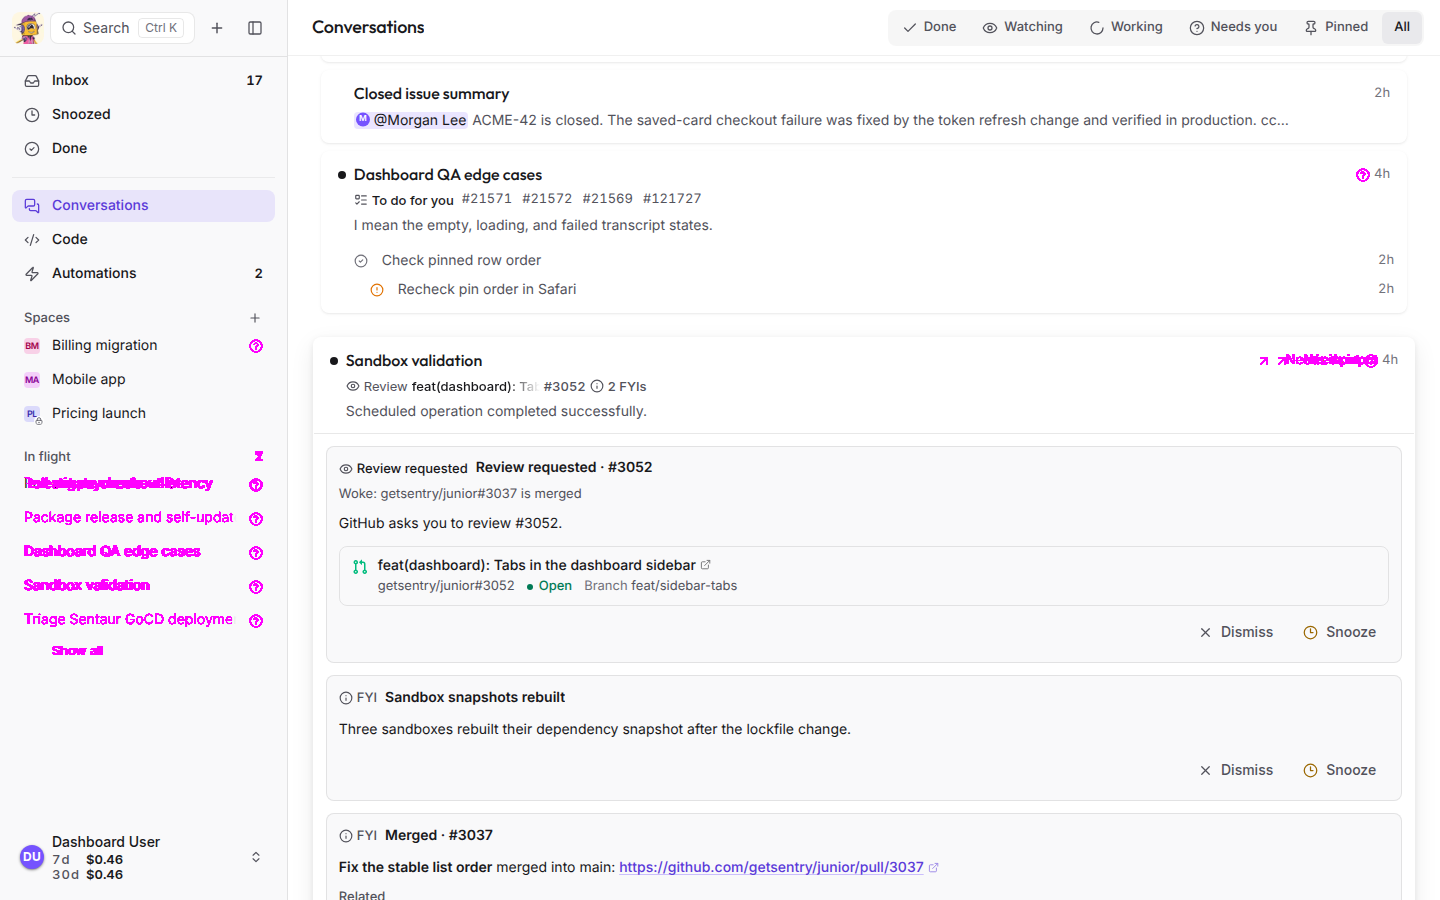 Search Ctrl K
Inbox 17
Snoozed
Done
Conversations
Code
Automations 2
Spaces
BM Billing migration
MA Mobile app
PL Pricing launch
In flight
Package release and self-updat
Dashboard QA edge cases
Sandbox validation
Triage Sentaur GoCD deployme
Show all
DU Dashboard User
7d $0.46
30d $0.46
Conversations
Done Watching Working Needs you Pinned All
Closed issue summary 2h
M @Morgan Lee ACME-42 is closed. The saved-card checkout failure was fixed by the token refresh change and verified in production. cc...
Dashboard QA edge cases 4h
To do for you #21571 #21572 #21569 #121727
I mean the empty, loading, and failed transcript states.
Check pinned row order 2h
Recheck pin order in Safari 2h
Sandbox validation 4h
Review feat(dashboard): Tab #3052 2 FYIs
Scheduled operation completed successfully.
Review requested Review requested · #3052
Woke: getsentry/junior#3037 is merged
GitHub asks you to review #3052.
feat(dashboard): Tabs in the dashboard sidebar
getsentry/junior#3052 Open Branch feat/sidebar-tabs
Dismiss Snooze
FYI Sandbox snapshots rebuilt
Three sandboxes rebuilt their dependency snapshot after the lockfile change.
Dismiss Snooze
FYI Merged · #3037
Fix the stable list order merged into main: https://github.com/getsentry/junior/pull/3037
Related